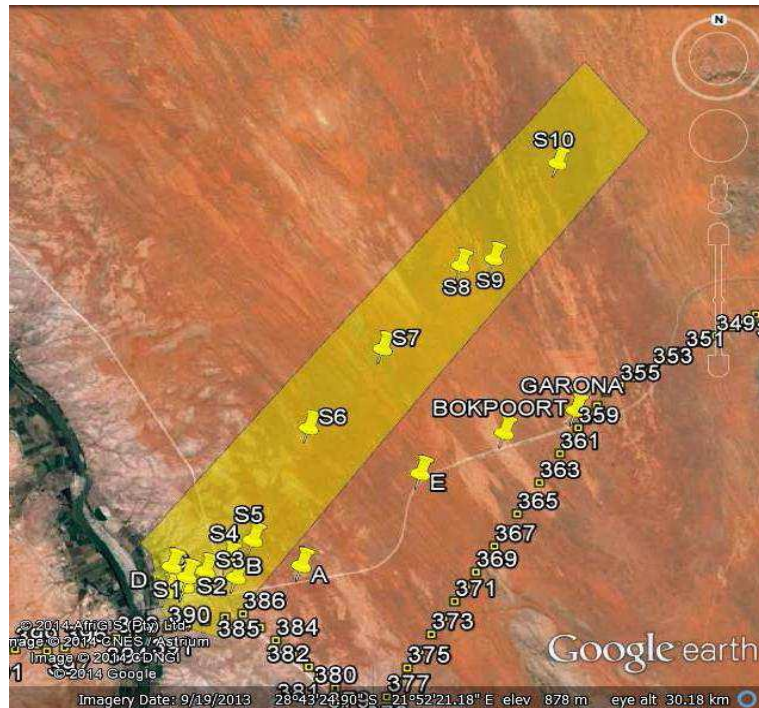 N
S10
S8 S9
S7
349
351
353
355
GARONA
BOKPOORT 359
361
S6
363
E
365
S5
S4
367
S3 B A
369
D S1 S2
371
390 386
373
385 384
375
382
380
381
377
© 2014 AfriGIS (Pty) Ltd.
Image © 2014 CNES / Astrium
Image © 2014 CDNGI
© 2014 Google
Google earth
Imagery Date: 9/19/2013 28°43'24.90" S 21°52'21.18" E elev 878 m eye alt 30.18 km